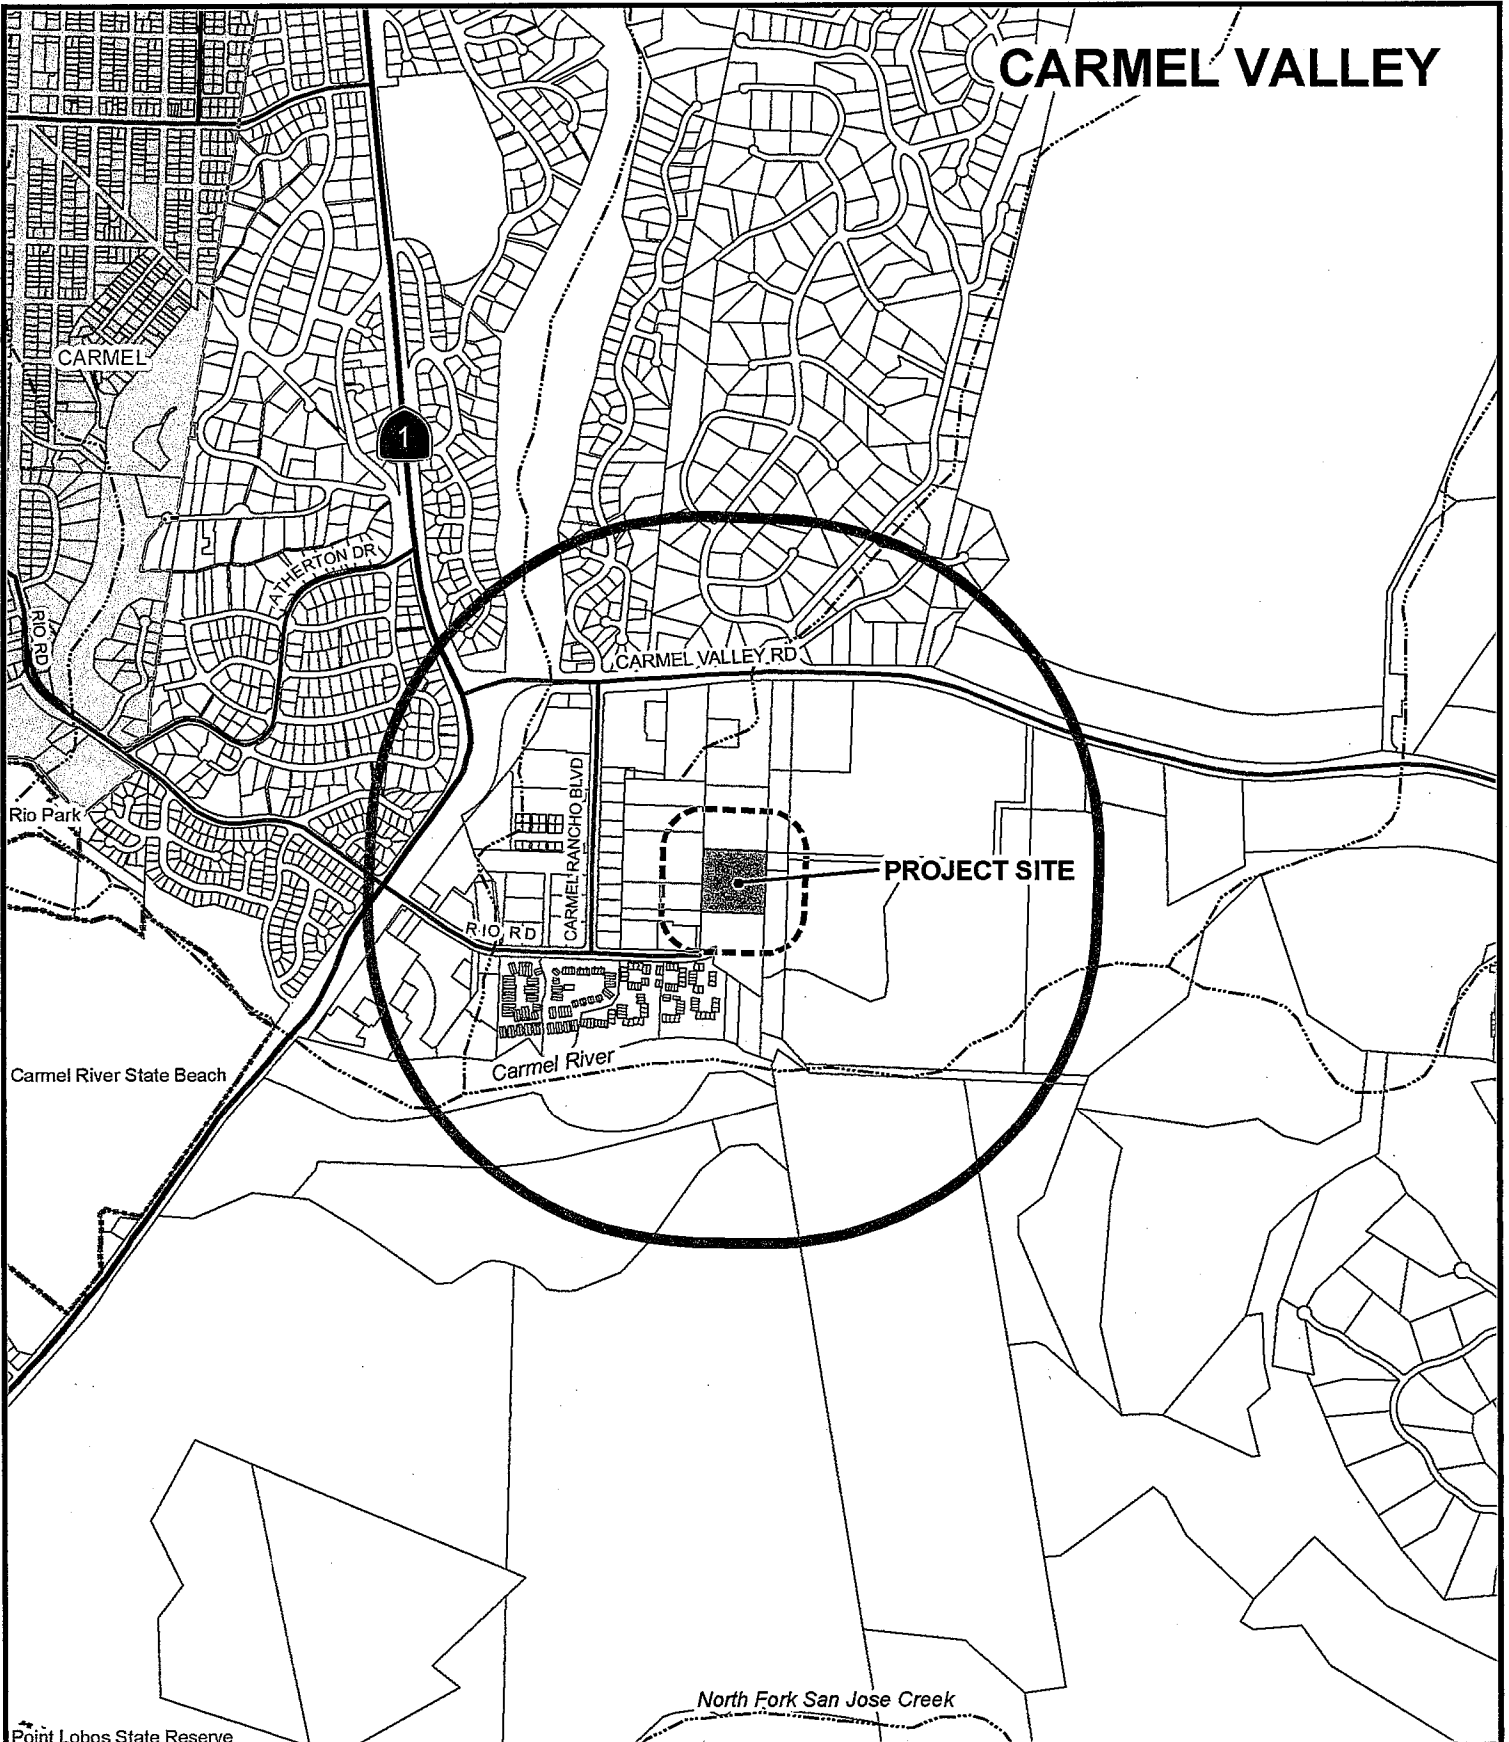 CARMEL VALLEY
CARMEL
1
ATHERTON DR
RIO RD
CARMEL VALLEY RD
CARMEL RANCHO BLVD
Rio Park
PROJECT SITE
RIO RD
Carmel River
Carmel River State Beach
North Fork San Jose Creek
Point Lobos State Reserve